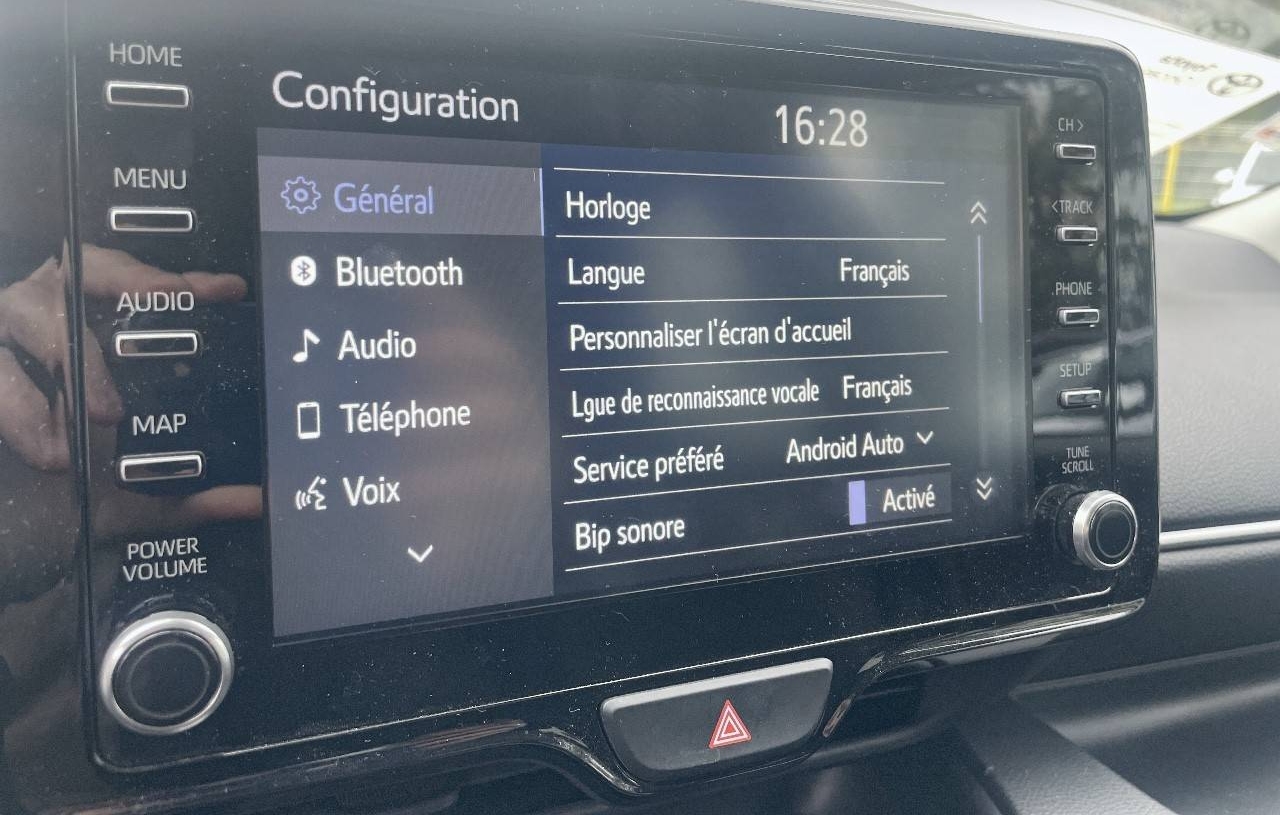 HOME
MENU
AUDIO
MAP
POWER
VOLUME
Configuration
16:28
Général
Bluetooth
Audio
Téléphone
Voix
Horloge
Langue Français
Personnaliser l'écran d'accueil
Lgue de reconnaissance vocale Français
Service préféré Android Auto
Bip sonore Activé
CH >
< TRACK
PHONE
SETUP
TUNE
SCROLL